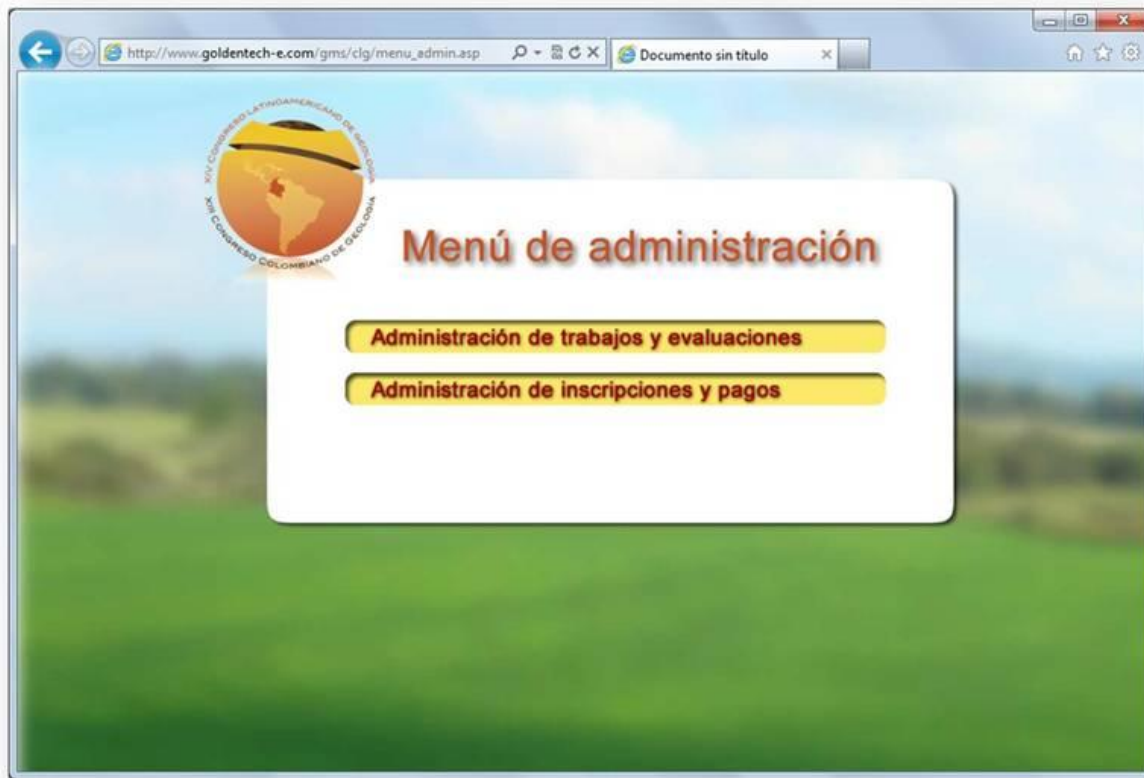 http://www.goldentech-e.com/gms/clg/menu_admin.asp
Documento sin título
XIV CONGRESO LATINOAMERICANO DE GEOLOGÍA
XIII CONGRESO COLOMBIANO DE GEOLOGÍA
Menú de administración
Administración de trabajos y evaluaciones
Administración de inscripciones y pagos